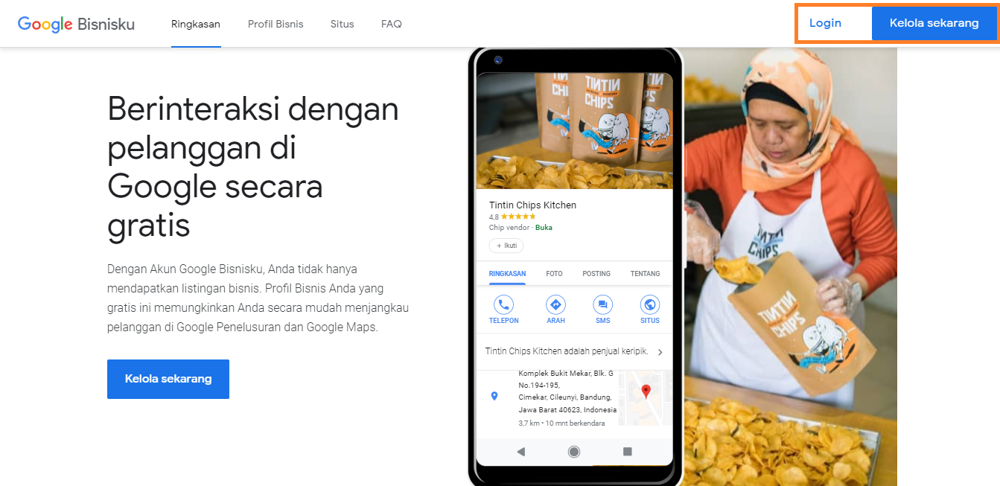 Google Bisnisku
Ringkasan
Profil Bisnis
Situs
FAQ
Login
Kelola sekarang
Berinteraksi dengan
pelanggan di
Google secara
gratis
Dengan Akun Google Bisnisku, Anda tidak hanya
mendapatkan listingan bisnis. Profil Bisnis Anda yang
gratis ini memungkinkan Anda secara mudah menjangkau
pelanggan di Google Penelusuran dan Google Maps.
Kelola sekarang
TINTIN
CHIPS
Tintin Chips Kitchen
4,8
Chip vendor · Buka
+ Ikuti
RINGKASAN
FOTO
POSTING
TENTANG
TELEPON
ARAH
SMS
SITUS
Tintin Chips Kitchen adalah penjual keripik.
Komplek Bukit Mekar, Blk. G
No.194-195,
Cimekar, Cileunyi, Bandung,
Jawa Barat 40623, Indonesia
3,7 km • 10 mnt berkendara
TINTIN
CHIPS
TINTIN
CHIPS